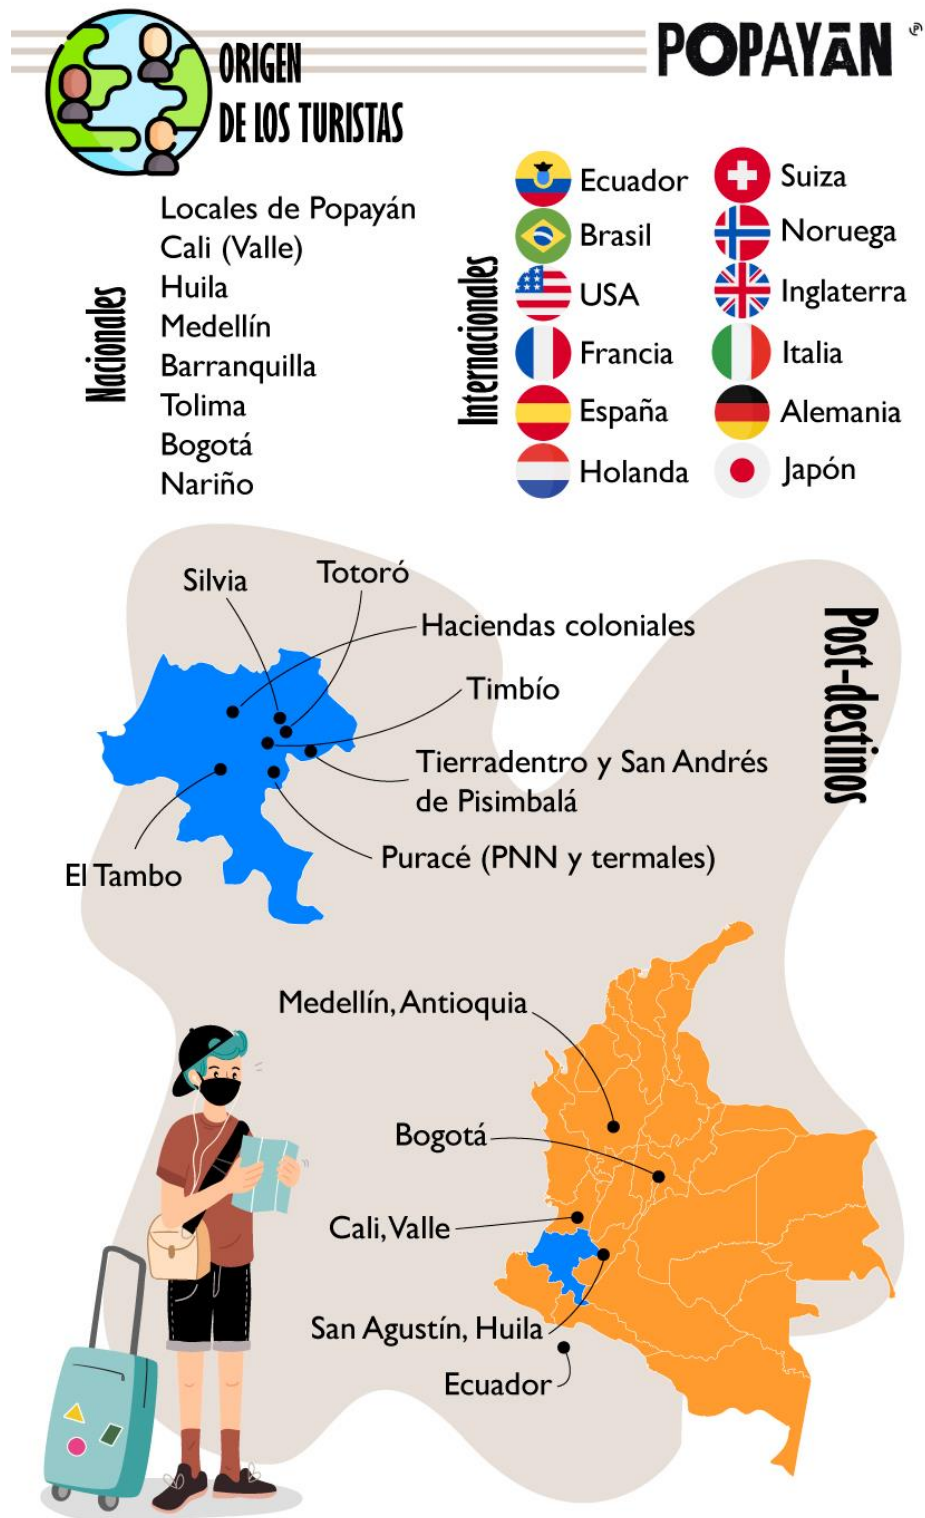 ORIGEN
DE LOS TURISTAS
POPAYĀN
Nacionales
Locales de Popayán
Cali (Valle)
Huila
Medellín
Barranquilla
Tolima
Bogotá
Nariño
Internacionales
Ecuador
Brasil
USA
Francia
España
Holanda
Suiza
Noruega
Inglaterra
Italia
Alemania
Japón
Post-destinos
Silvia
Totoró
Haciendas coloniales
Timbío
Tierradentro y San Andrés
de Pisimbalá
Puracé (PNN y termales)
El Tambo
Medellín, Antioquia
Bogotá
Cali, Valle
San Agustín, Huila
Ecuador